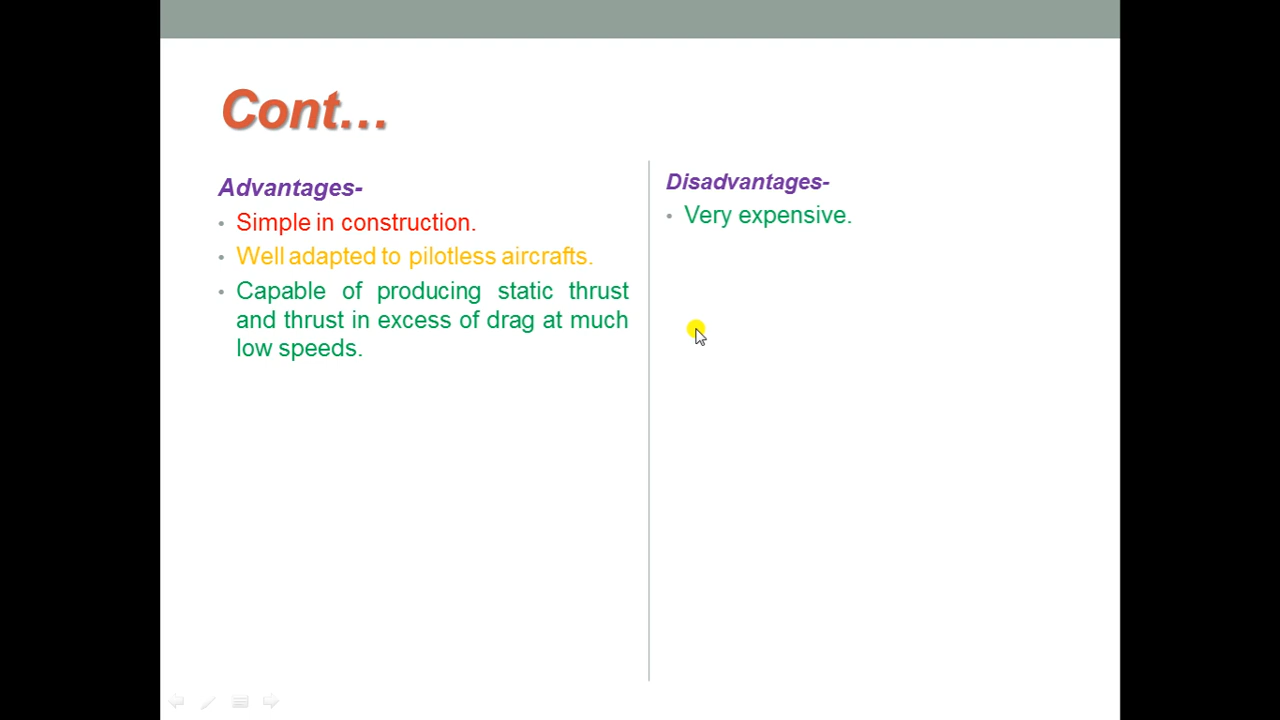 Cont...
Advantages-
• Simple in construction.
• Well adapted to pilotless aircrafts.
• Capable of producing static thrust
and thrust in excess of drag at much
low speeds.
Disadvantages-
• Very expensive.